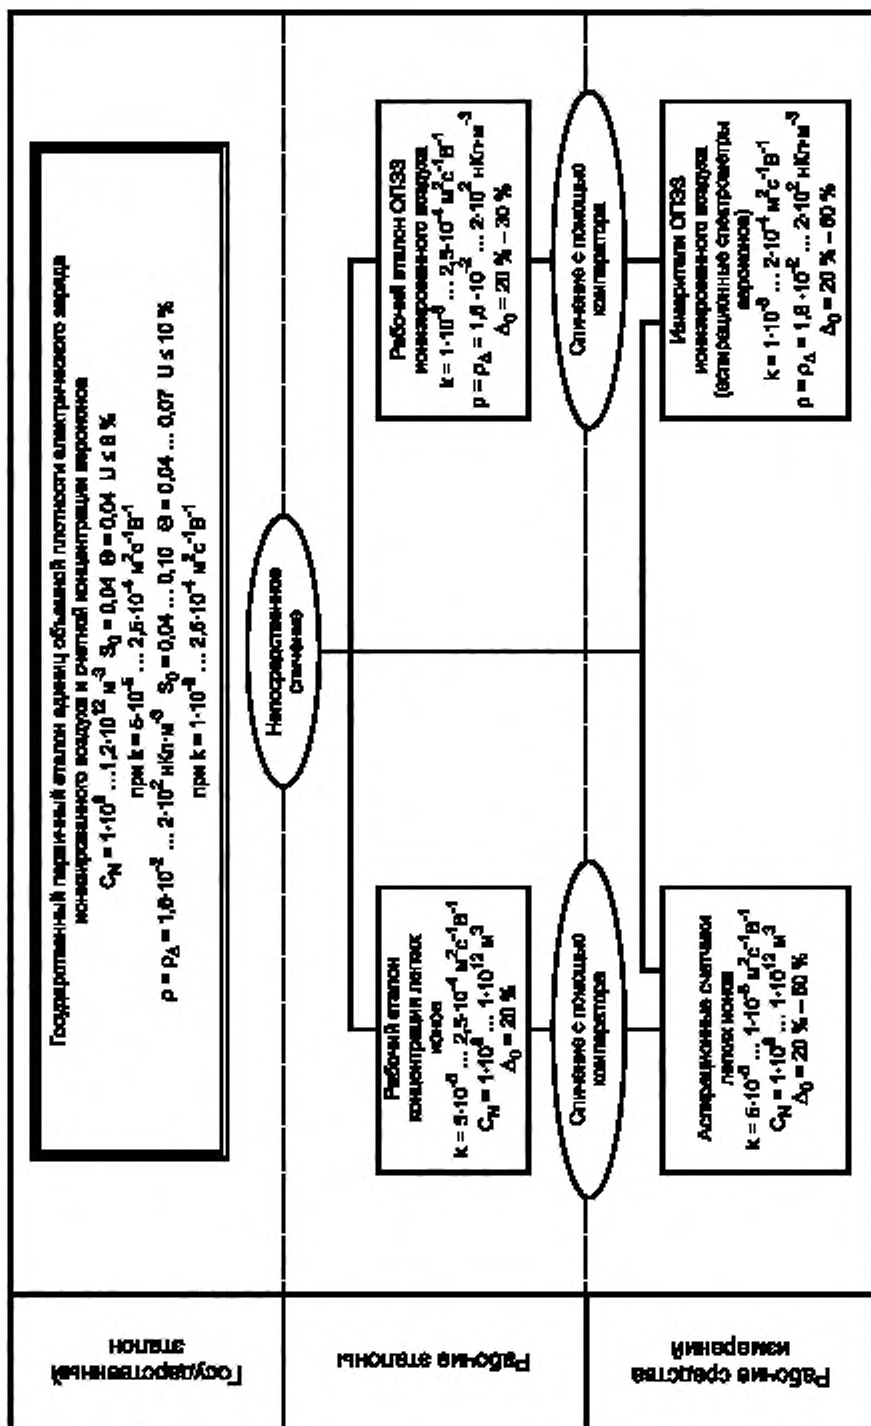 Государственный
эталон
Государственный первичный эталон единиц объемной плотности электрического заряда
ионизированного воздуха и счетной концентрации аэроионов
C_N = 1·10^8 ...1,2·10^12 м^-3 S_0 = 0,04 Θ = 0,04 U ≤ 8 %
при k = 5·10^-5 ... 2,5·10^-4 м^2с^-1В^-1
ρ = ρ_Δ = 1,6·10^-2 ... 2·10^2 нКл·м^-3 S_0 = 0,04 ... 0,10 Θ = 0,04 ... 0,07 U ≤ 10 %
при k = 1·10^-8 ... 2,5·10^-4 м^2с^-1В^-1
Непосредственное
сличение
Рабочие эталоны
Рабочий эталон
концентрации легких
ионов
k = 5·10^-5 ... 2,5·10^-4 м^2с^-1В^-1
C_N = 1·10^8 ... 1·10^12 м^3
Δ_0 = 20 %
Рабочий эталон ОПЭЗ
ионизированного воздуха
k = 1·10^-8 ... 2,5·10^-4 м^2с^-1В^-1
ρ = ρ_Δ = 1,6·10^-2 ... 2·10^2 нКл·м^-3
Δ_0 = 20 % – 30 %
Сличение с помощью
компаратора
Сличение с помощью
компаратора
Рабочие средства
измерений
Аспирационные счетчики
легких ионов
k = 5·10^-5 ... 1·10^-5 м^2с^-1В^-1
C_N = 1·10^8 ... 1·10^12 м^3
Δ_0 = 20 % – 60 %
Измерители ОПЭЗ
ионизированного воздуха
(аспирационные спектрометры
аэроионов)
k = 1·10^-8 ... 2·10^-4 м^2с^-1В^-1
ρ = ρ_Δ = 1,6·10^-2 ... 2·10^2 нКл·м^-3
Δ_0 = 20 % – 60 %